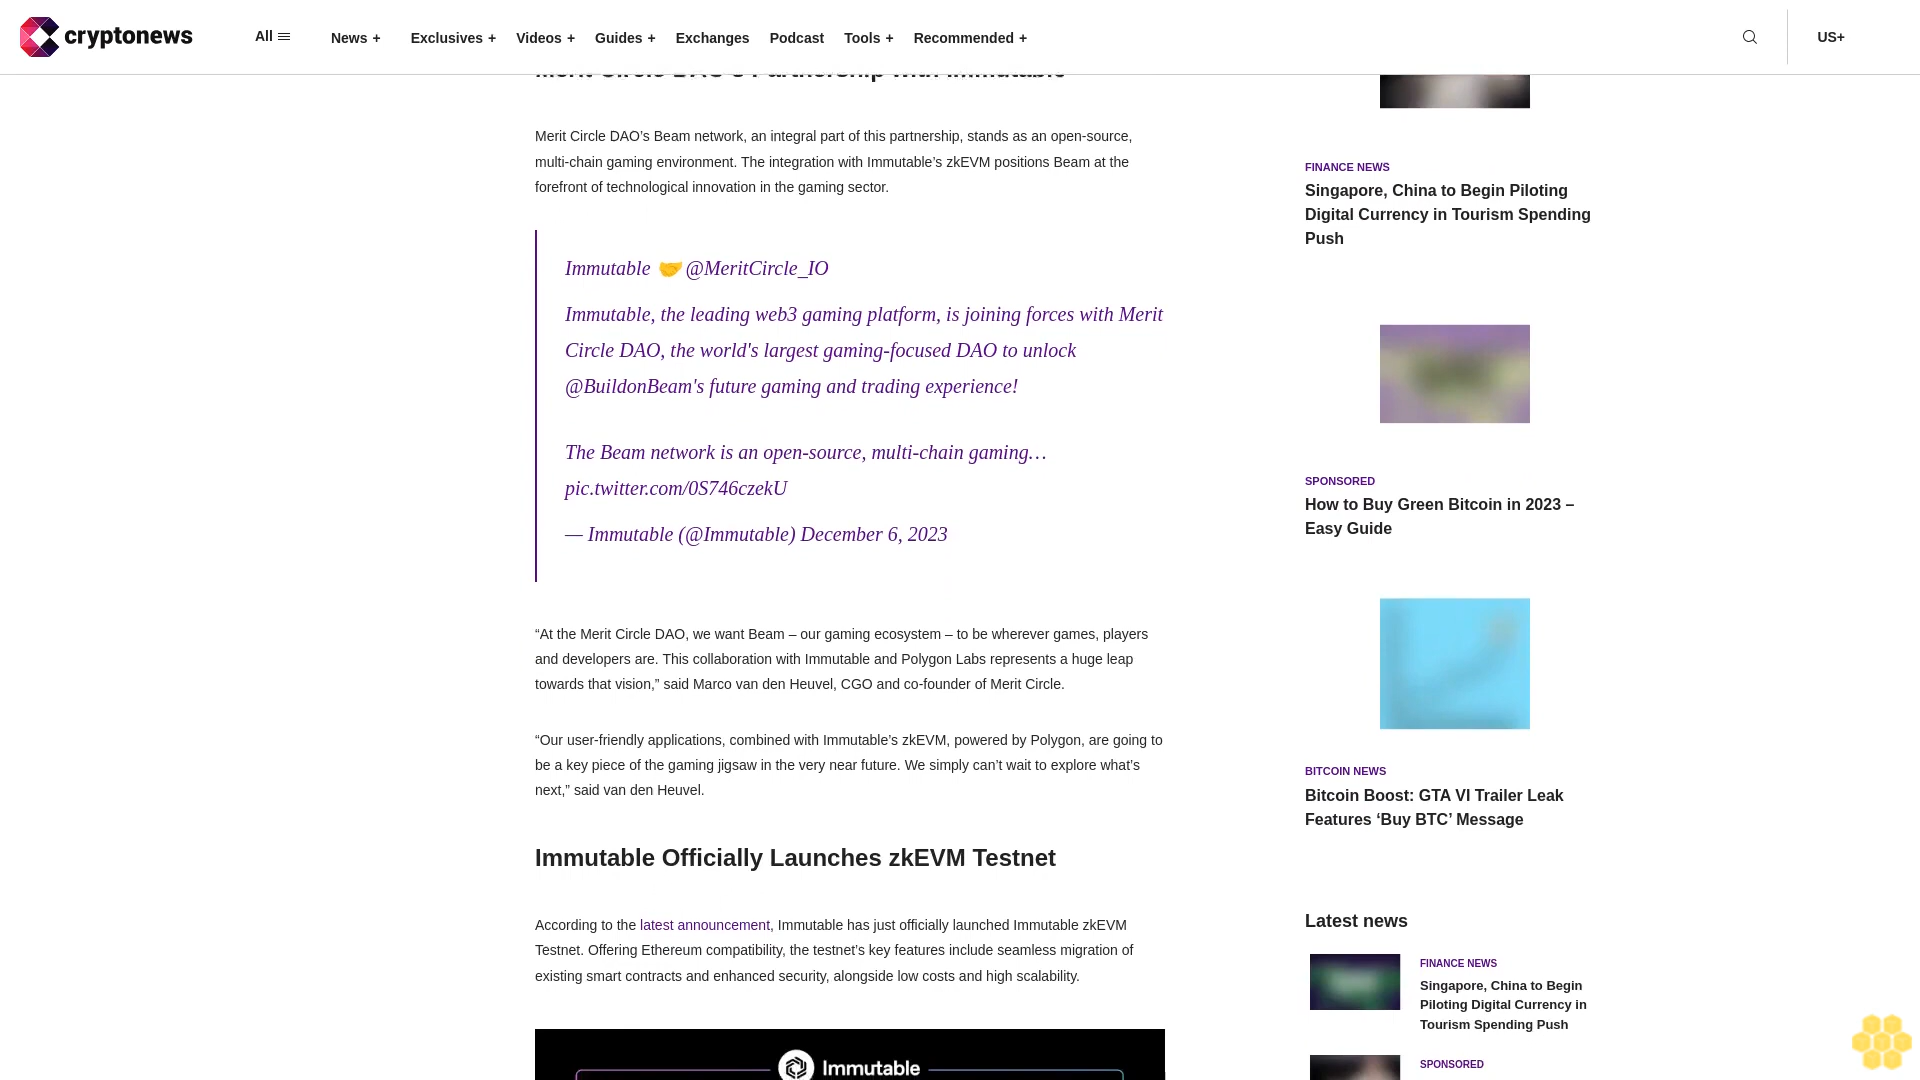 cryptonews
All
News +
Exclusives +
Videos +
Guides +
Exchanges
Podcast
Tools +
Recommended +
US+
Merit Circle DAO's Partnership with Immutable
Merit Circle DAO’s Beam network, an integral part of this partnership, stands as an open-source,
multi-chain gaming environment. The integration with Immutable’s zkEVM positions Beam at the
forefront of technological innovation in the gaming sector.
Immutable 🤝 @MeritCircle_IO
Immutable, the leading web3 gaming platform, is joining forces with Merit
Circle DAO, the world's largest gaming-focused DAO to unlock
@BuildonBeam's future gaming and trading experience!
The Beam network is an open-source, multi-chain gaming…
pic.twitter.com/0S746czekU
— Immutable (@Immutable) December 6, 2023
“At the Merit Circle DAO, we want Beam – our gaming ecosystem – to be wherever games, players
and developers are. This collaboration with Immutable and Polygon Labs represents a huge leap
towards that vision,” said Marco van den Heuvel, CGO and co-founder of Merit Circle.
“Our user-friendly applications, combined with Immutable’s zkEVM, powered by Polygon, are going to
be a key piece of the gaming jigsaw in the very near future. We simply can’t wait to explore what’s
next,” said van den Heuvel.
Immutable Officially Launches zkEVM Testnet
According to the latest announcement, Immutable has just officially launched Immutable zkEVM
Testnet. Offering Ethereum compatibility, the testnet’s key features include seamless migration of
existing smart contracts and enhanced security, alongside low costs and high scalability.
Immutable
FINANCE NEWS
Singapore, China to Begin Piloting
Digital Currency in Tourism Spending
Push
SPONSORED
How to Buy Green Bitcoin in 2023 –
Easy Guide
BITCOIN NEWS
Bitcoin Boost: GTA VI Trailer Leak
Features ‘Buy BTC’ Message
Latest news
FINANCE NEWS
Singapore, China to Begin
Piloting Digital Currency in
Tourism Spending Push
SPONSORED